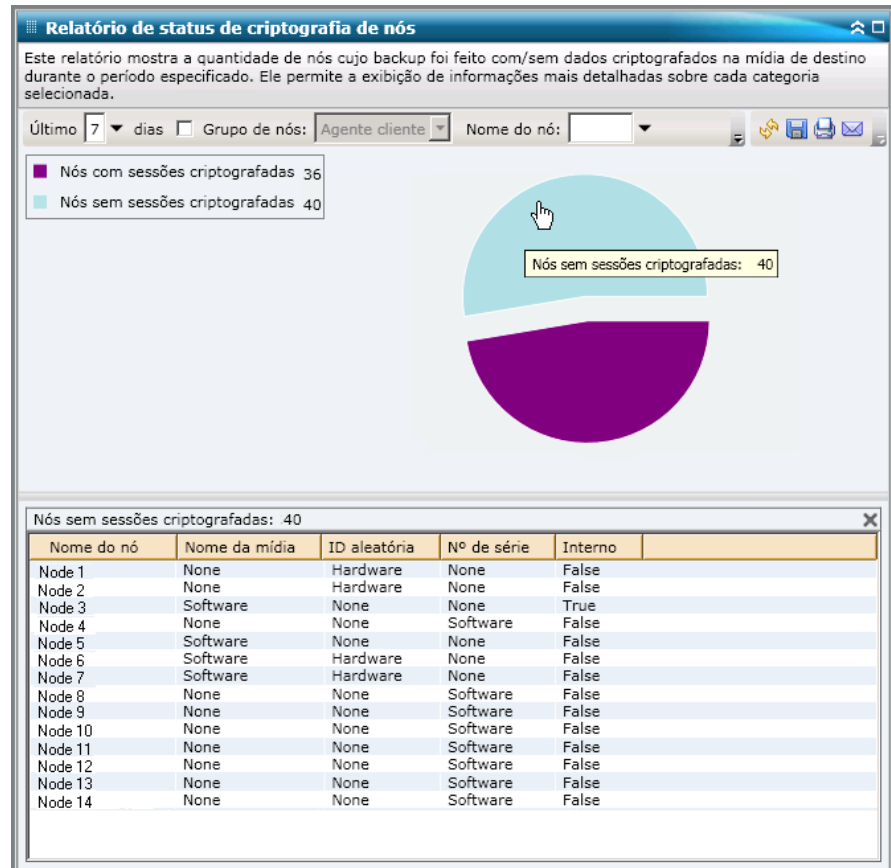 Relatório de status de criptografia de nós
Este relatório mostra a quantidade de nós cujo backup foi feito com/sem dados criptografados na mídia de destino
durante o período especificado. Ele permite a exibição de informações mais detalhadas sobre cada categoria
selecionada.
Último 7 dias Grupo de nós: Agente cliente Nome do nó:
Nós com sessões criptografadas 36
Nós sem sessões criptografadas 40
Nós sem sessões criptografadas: 40
Nós sem sessões criptografadas: 40
Nome do nó Nome da mídia ID aleatória Nº de série Interno
Node 1 None Hardware None False
Node 2 None Hardware None False
Node 3 Software None None True
Node 4 None None Software False
Node 5 Software None None False
Node 6 Software Hardware None False
Node 7 Software Hardware None False
Node 8 None None Software False
Node 9 None None Software False
Node 10 None None Software False
Node 11 None None Software False
Node 12 None None Software False
Node 13 None None Software False
Node 14 None None Software False